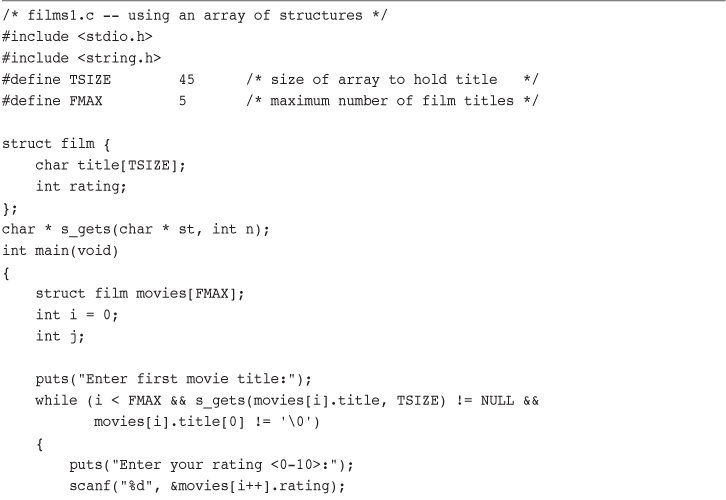 /* films1.c -- using an array of structures */
#include <stdio.h>
#include <string.h>
#define TSIZE        45      /* size of array to hold title   */
#define FMAX         5       /* maximum number of film titles */

struct film {
    char title[TSIZE];
    int rating;
};
char * s_gets(char * st, int n);
int main(void)
{
    struct film movies[FMAX];
    int i = 0;
    int j;

    puts("Enter first movie title:");
    while (i < FMAX && s_gets(movies[i].title, TSIZE) != NULL &&
           movies[i].title[0] != '\0')
    {
        puts("Enter your rating <0-10>:");
        scanf("%d", &movies[i++].rating);